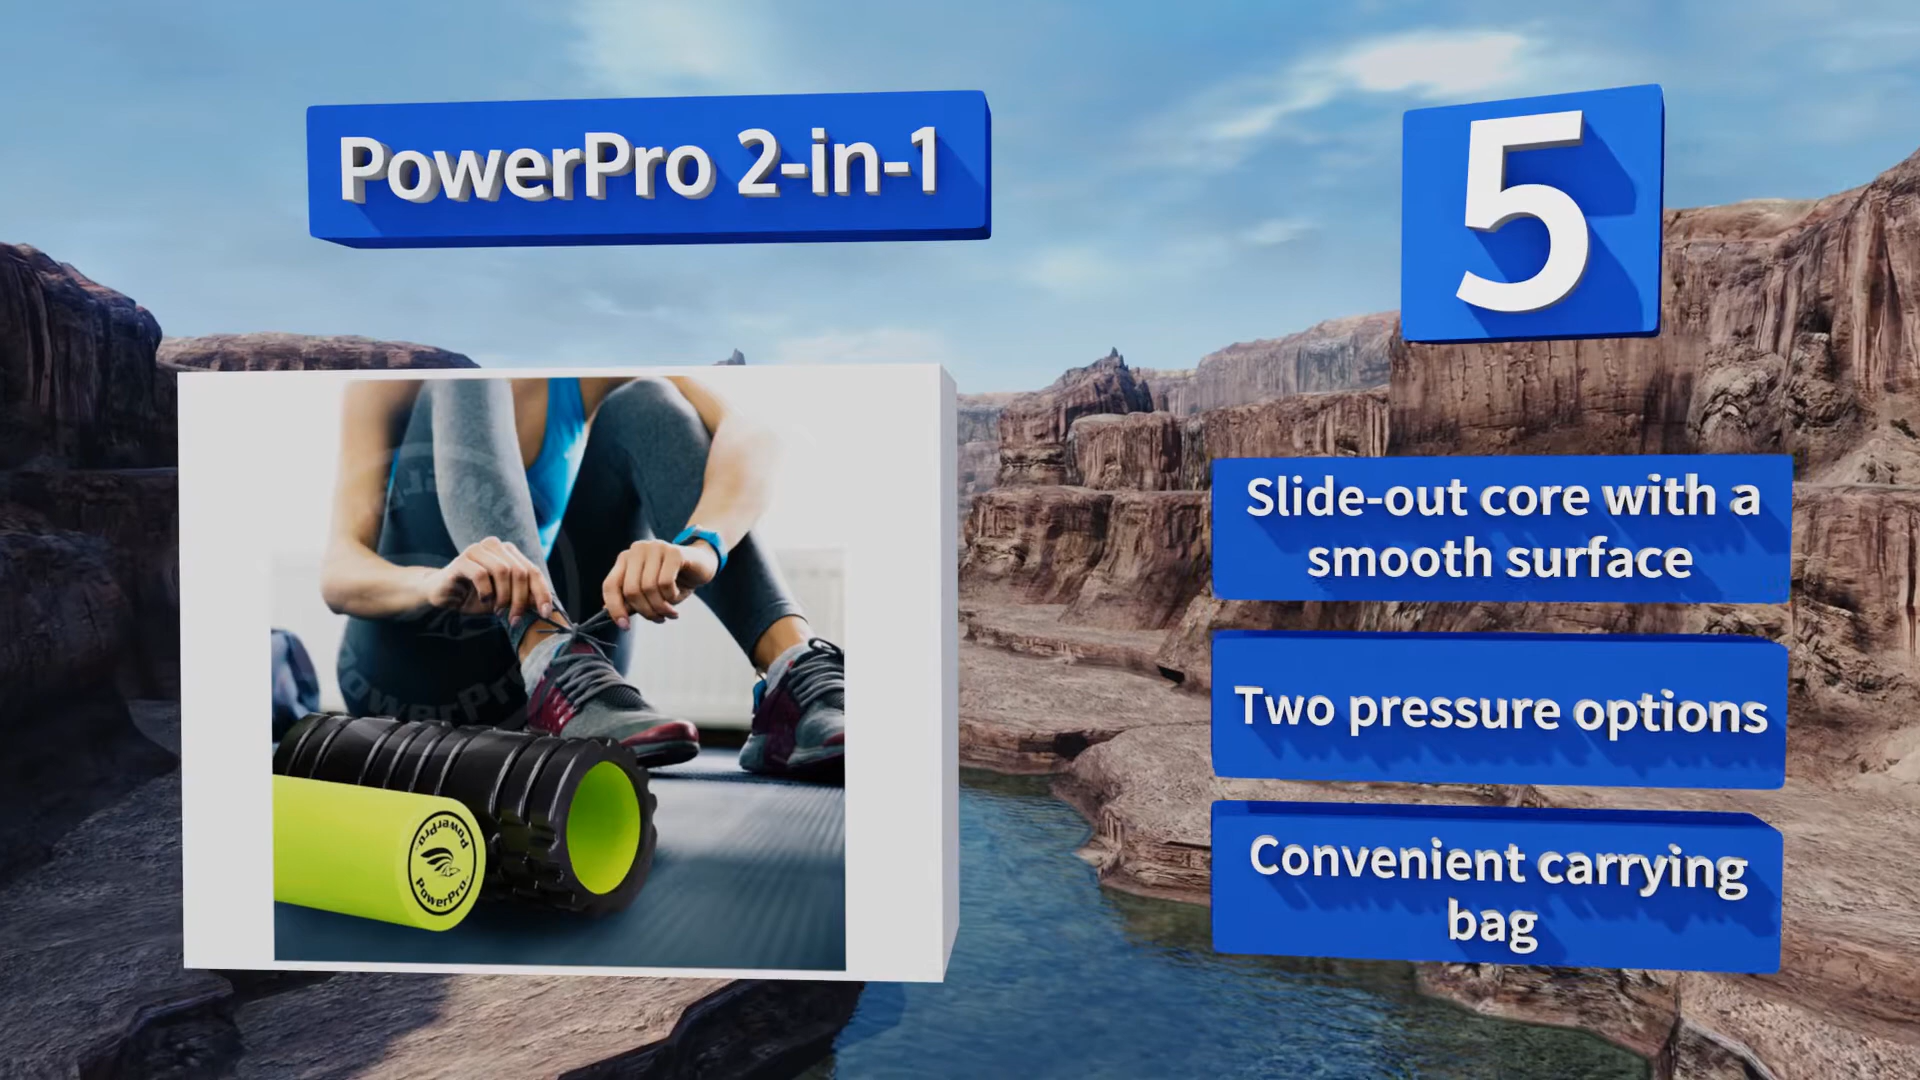 PowerPro 2-in-1
5
Slide-out core with a
smooth surface
Two pressure options
Convenient carrying
bag
PowerPro
PowerPro
PowerPro